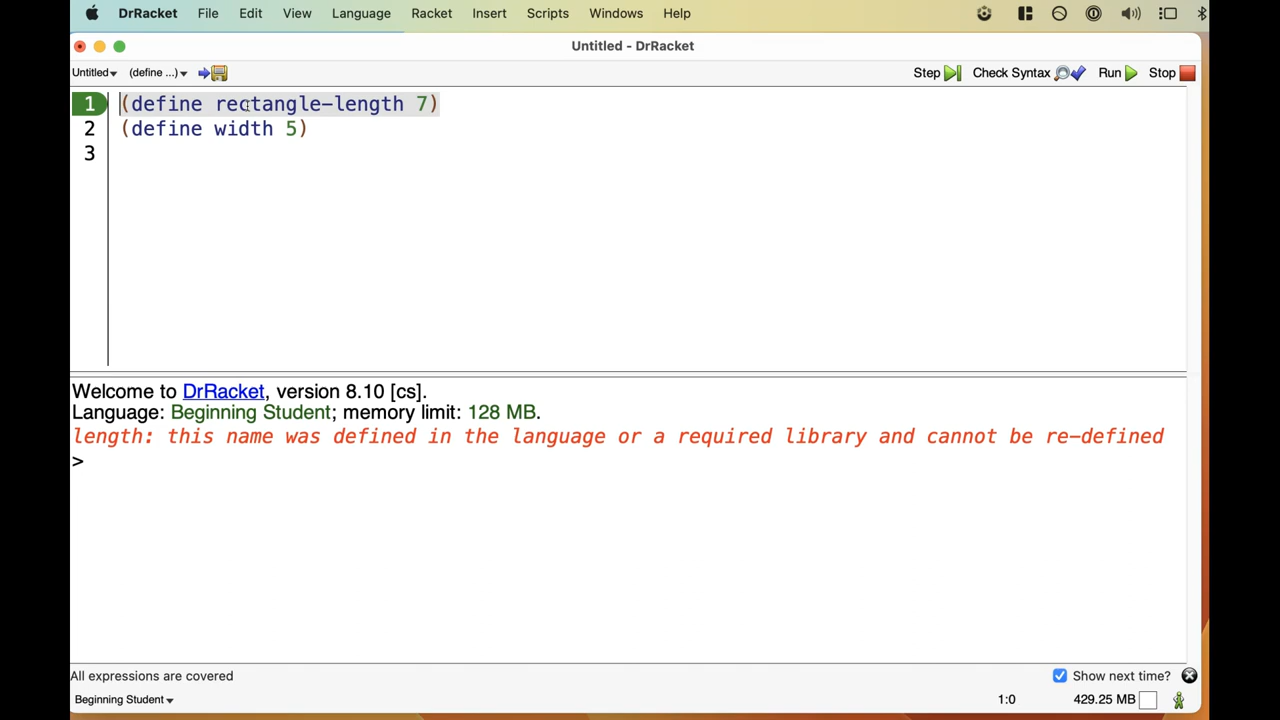 DrRacket File Edit View Language Racket Insert Scripts Windows Help
Untitled - DrRacket
Untitled (define ...) Step Check Syntax Run Stop
1 (define rectangle-length 7)
2 (define width 5)
3
Welcome to DrRacket, version 8.10 [cs].
Language: Beginning Student; memory limit: 128 MB.
length: this name was defined in the language or a required library and cannot be re-defined
>
All expressions are covered Show next time?
Beginning Student 1:0 429.25 MB